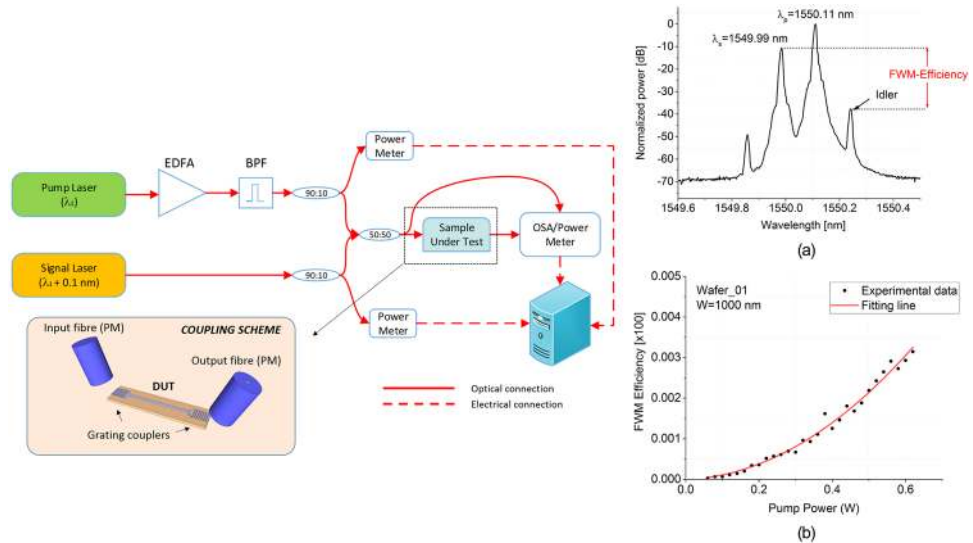 EDFA
BPF
Pump Laser
(λ₁)
90:10
Power
Meter
50:50
Sample
Under Test
OSA/Power
Meter
Signal Laser
(λ₁ + 0.1 nm)
90:10
Power
Meter
COUPLING SCHEME
Input fibre (PM)
Output fibre (PM)
DUT
Grating couplers
Optical connection
Electrical connection
λₚ=1550.11 nm
λₛ=1549.99 nm
FWM-Efficiency
Idler
Normalized power [dB]
0
-10
-20
-30
-40
-50
-60
-70
1549.6
1549.8
1550.0
1550.2
1550.4
Wavelength [nm]
(a)
Wafer_01
W=1000 nm
Experimental data
Fitting line
FWM Efficiency [x100]
0.005
0.004
0.003
0.002
0.001
0.000
0.0
0.2
0.4
0.6
Pump Power (W)
(b)